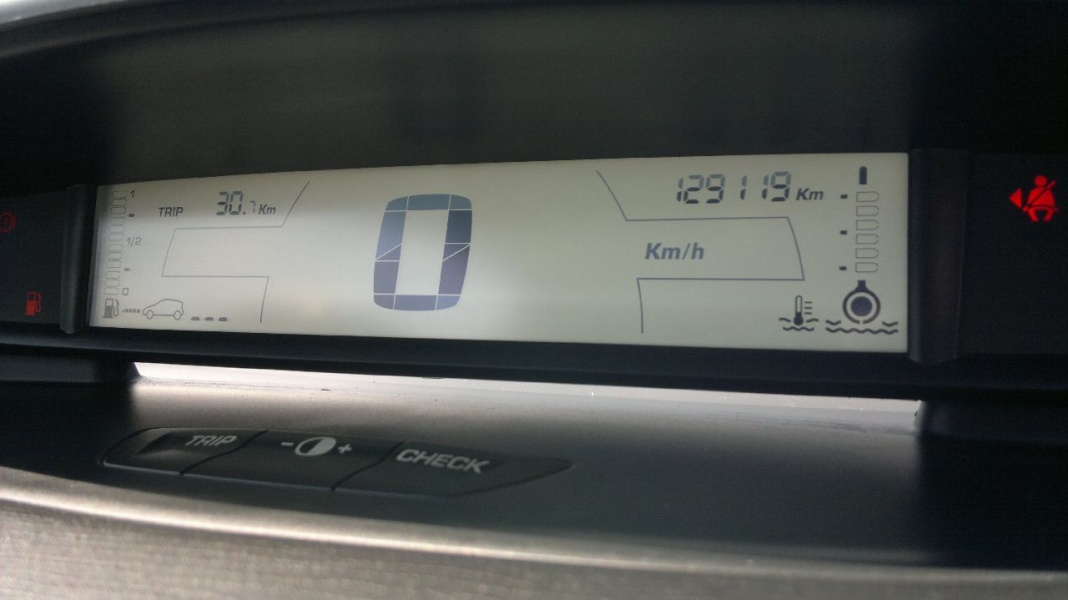 1
TRIP 30.7 Km
129119 Km
1/2
0
Km/h
0
---
TRIP - + CHECK